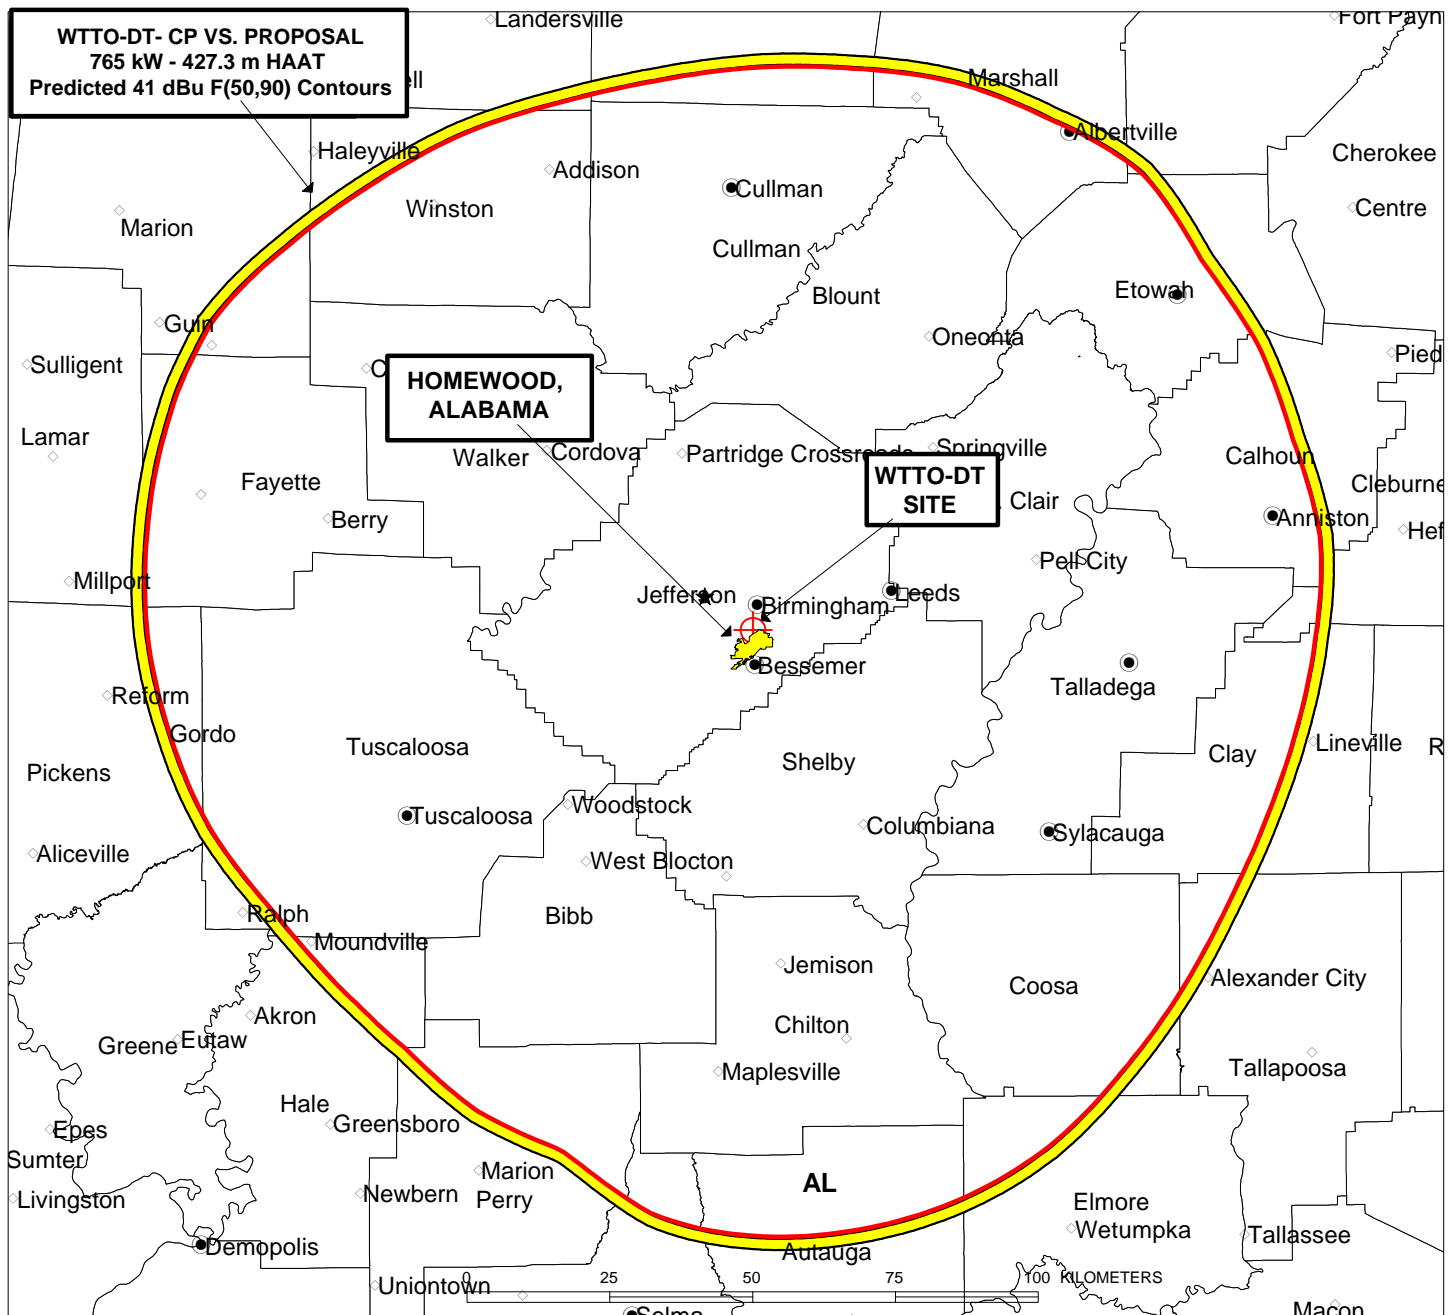 Landersville
Fort Payn
WTTO-DT- CP VS. PROPOSAL
765 kW - 427.3 m HAAT
Predicted 41 dBu F(50,90) Contours
ell
Marshall
Albertville
Haleyville
Addison
Cherokee
Cullman
Winston
Centre
Marion
Cullman
Blount
Etowah
Guin
Oneonta
Sulligent
Pied
C
HOMEWOOD,
ALABAMA
Lamar
Walker
Cordova
Partridge Crossroads
Springville
Calhoun
WTTO-DT
SITE
Fayette
Clair
Cleburne
Berry
Anniston
Hef
Millport
Pell City
Jefferson
Birmingham
Leeds
Bessemer
Talladega
Reform
Gordo
Tuscaloosa
Shelby
Clay
Lineville
R
Pickens
Woodstock
Tuscaloosa
Columbiana
Sylacauga
Aliceville
West Blocton
Ralph
Bibb
Moundville
Jemison
Coosa
Alexander City
Akron
Chilton
Greene
Eutaw
Maplesville
Tallapoosa
Hale
Greensboro
Epes
Sumter
Marion
Perry
AL
Livingston
Newbern
Elmore
Wetumpka
Tallassee
Demopolis
Autauga
Uniontown
0 25 50 75 100 KILOMETERS
Selma
Macon